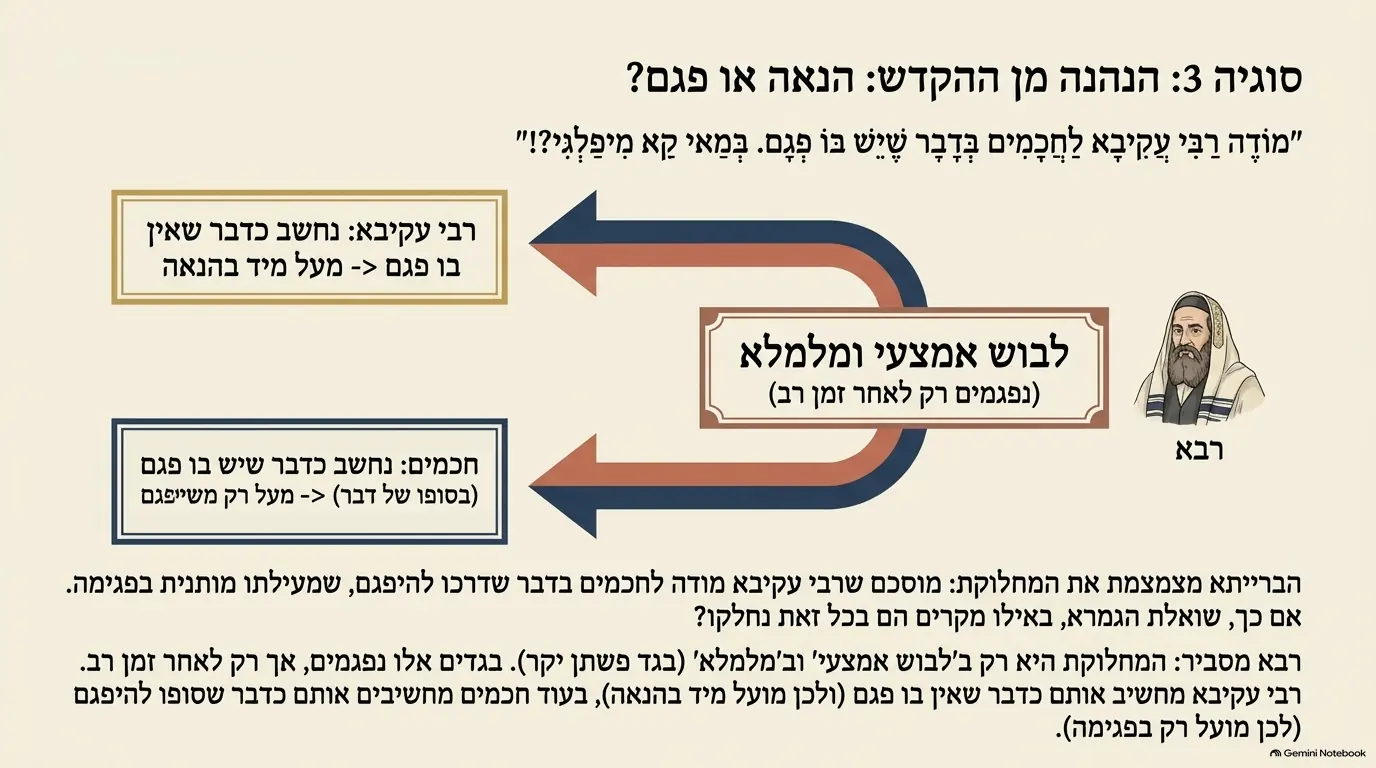 סוגיה 3: הנהנה מן ההקדש: הנאה או פגם?
"מוֹדֶה רַבִּי עֲקִיבָא לַחֲכָמִים בְּדָבָר שֶׁיֵּשׁ בּוֹ פְּגָם. בְּמַאי קַא מִיפַלְגִּי?!"
רבי עקיבא: נחשב כדבר שאין
בו פגם -> מעל מיד בהנאה
לבוש אמצעי ומלמלא
(נפגמים רק לאחר זמן רב)
רבא
חכמים: נחשב כדבר שיש בו פגם
(בסופו של דבר) -> מעל רק משייפגם
הברייתא מצמצמת את המחלוקת: מוסכם שרבי עקיבא מודה לחכמים בדבר שדרכו להיפגם, שמעילתו מותנית בפגימה.
אם כך, שואלת הגמרא, באילו מקרים הם בכל זאת נחלקו?
רבא מסביר: המחלוקת היא רק ב'לבוש אמצעי' וב'מלמלא' (בגד פשתן יקר). בגדים אלו נפגמים, אך רק לאחר זמן רב.
רבי עקיבא מחשיב אותם כדבר שאין בו פגם (ולכן מועל מיד בהנאה), בעוד חכמים מחשיבים אותם כדבר שסופו להיפגם
(לכן מועל רק בפגימה).
Gemini Notebook